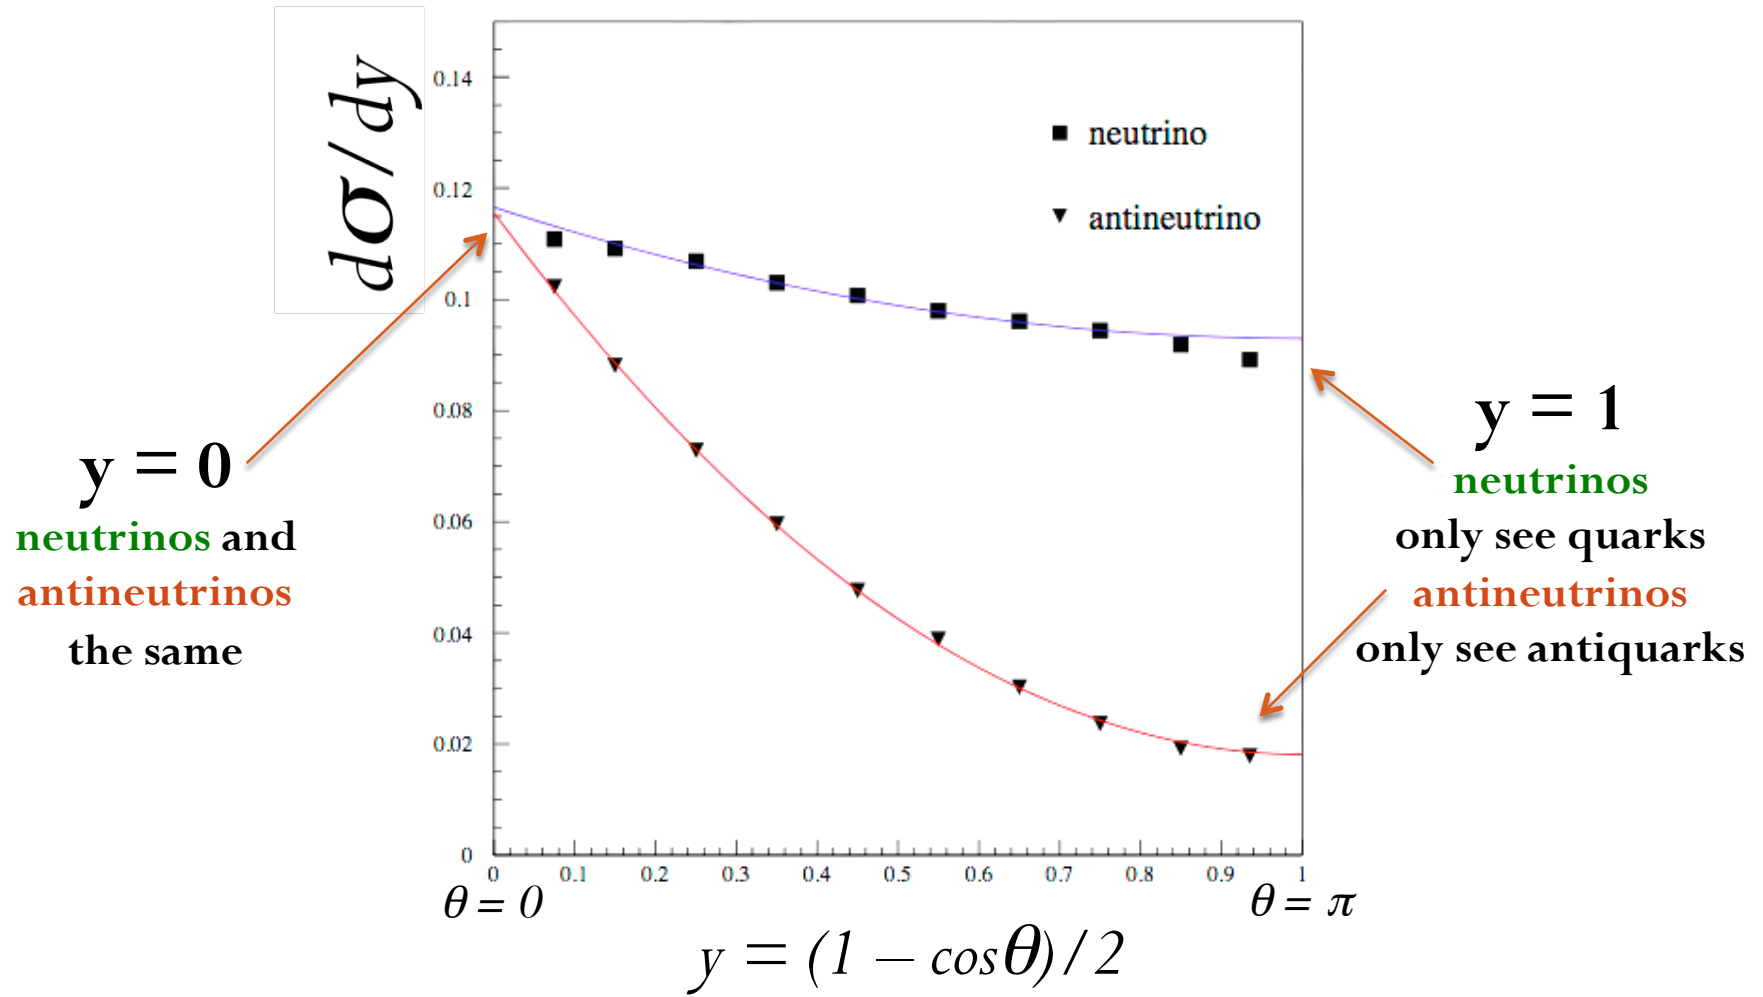 dσ/dy
0.14
0.12
0.1
0.08
0.06
0.04
0.02
0
neutrino
antineutrino
y = 0
neutrinos and
antineutrinos
the same
y = 1
neutrinos
only see quarks
antineutrinos
only see antiquarks
0 0.1 0.2 0.3 0.4 0.5 0.6 0.7 0.8 0.9 1
θ = 0 θ = π
y = (1 – cosθ)/2